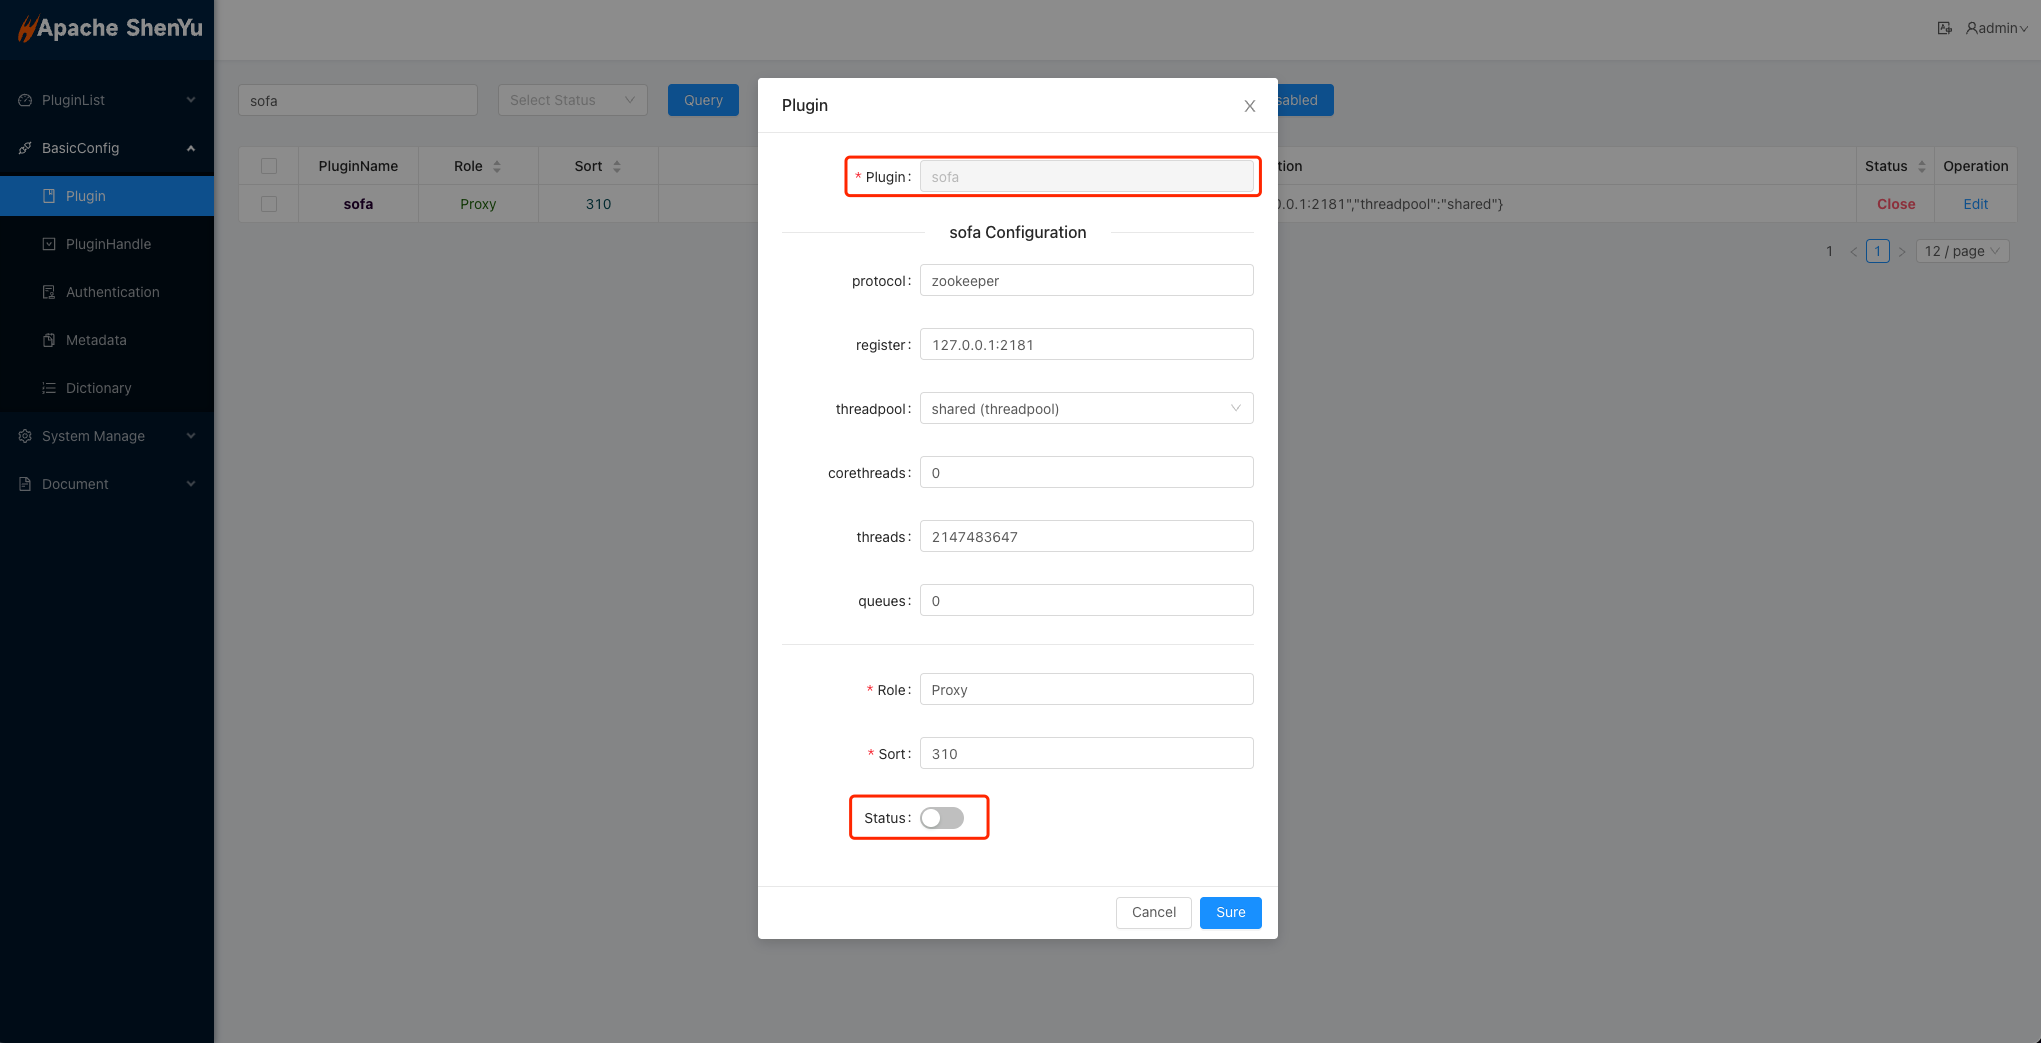 Apache ShenYu
admin
PluginList
BasicConfig
Plugin
PluginHandle
Authentication
Metadata
Dictionary
System Manage
Document
sofa
Select Status
Query
sabled
PluginName
Role
Sort
tion
Status
Operation
sofa
Proxy
310
0.0.1:2181","threadpool":"shared"}
Close
Edit
1
1
12 / page
Plugin
* Plugin: sofa
sofa Configuration
protocol: zookeeper
register: 127.0.0.1:2181
threadpool: shared (threadpool)
corethreads: 0
threads: 2147483647
queues: 0
* Role: Proxy
* Sort: 310
Status:
Cancel
Sure